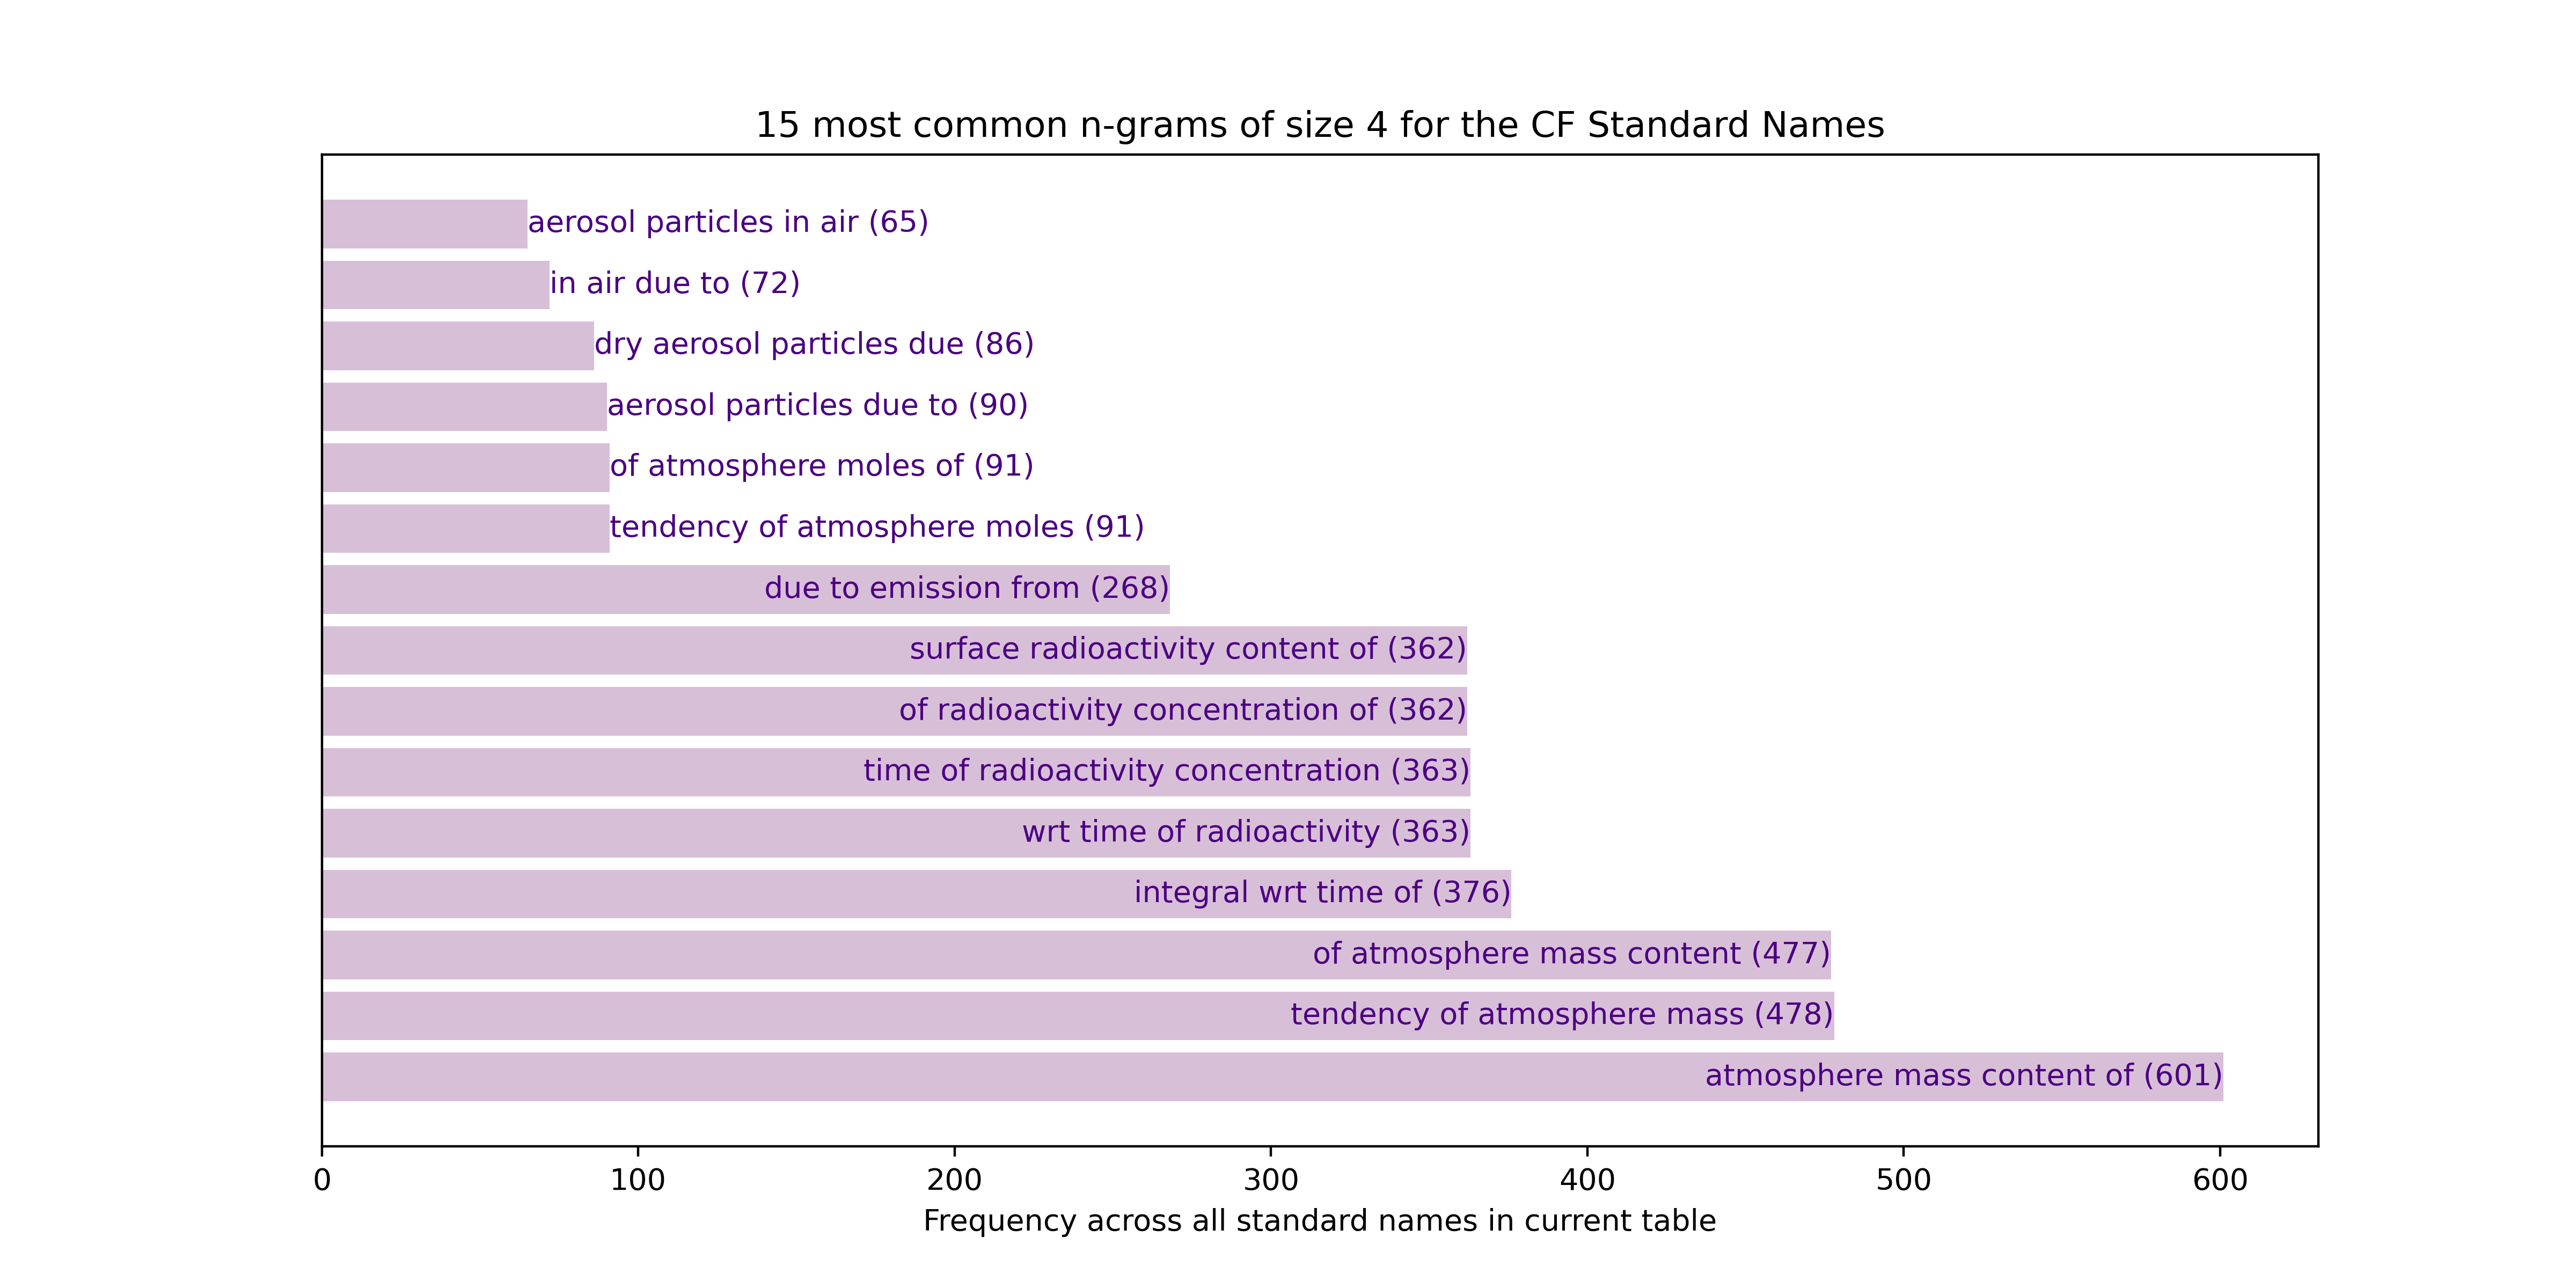 15 most common n-grams of size 4 for the CF Standard Names
aerosol particles in air (65)
in air due to (72)
dry aerosol particles due (86)
aerosol particles due to (90)
of atmosphere moles of (91)
tendency of atmosphere moles (91)
due to emission from (268)
surface radioactivity content of (362)
of radioactivity concentration of (362)
time of radioactivity concentration (363)
wrt time of radioactivity (363)
integral wrt time of (376)
of atmosphere mass content (477)
tendency of atmosphere mass (478)
atmosphere mass content of (601)
0 100 200 300 400 500 600
Frequency across all standard names in current table